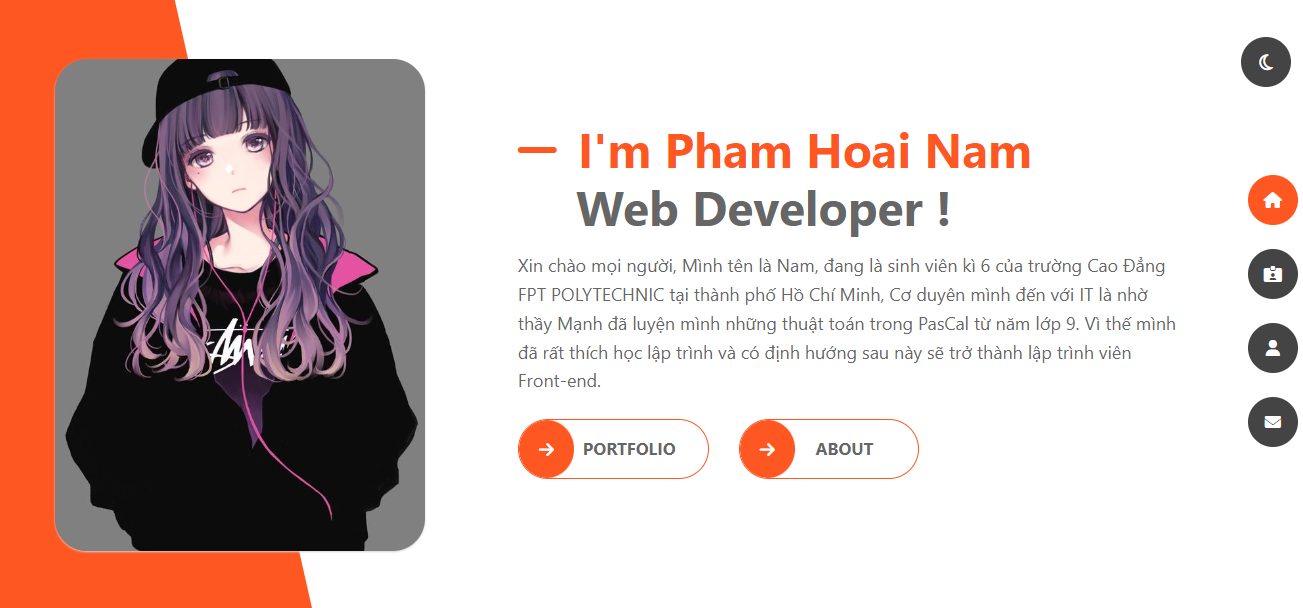 I'm Pham Hoai Nam
Web Developer !
Xin chào mọi người, Mình tên là Nam, đang là sinh viên kì 6 của trường Cao Đẳng
FPT POLYTECHNIC tại thành phố Hồ Chí Minh, Cơ duyên mình đến với IT là nhờ
thầy Mạnh đã luyện mình những thuật toán trong PasCal từ năm lớp 9. Vì thế mình
đã rất thích học lập trình và có định hướng sau này sẽ trở thành lập trình viên
Front-end.
PORTFOLIO
ABOUT